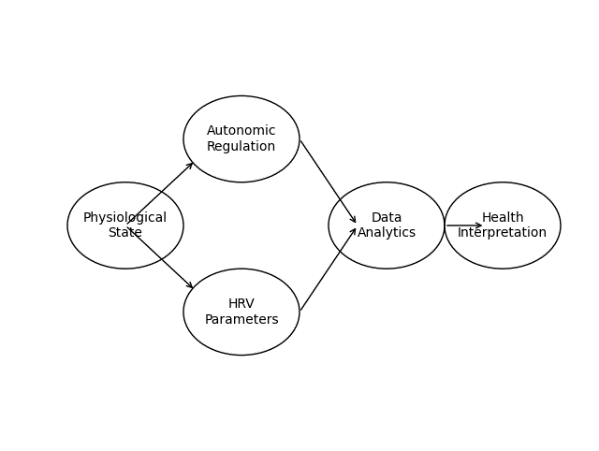 Autonomic
Regulation
Physiological
State
Data
Analytics
Health
Interpretation
HRV
Parameters